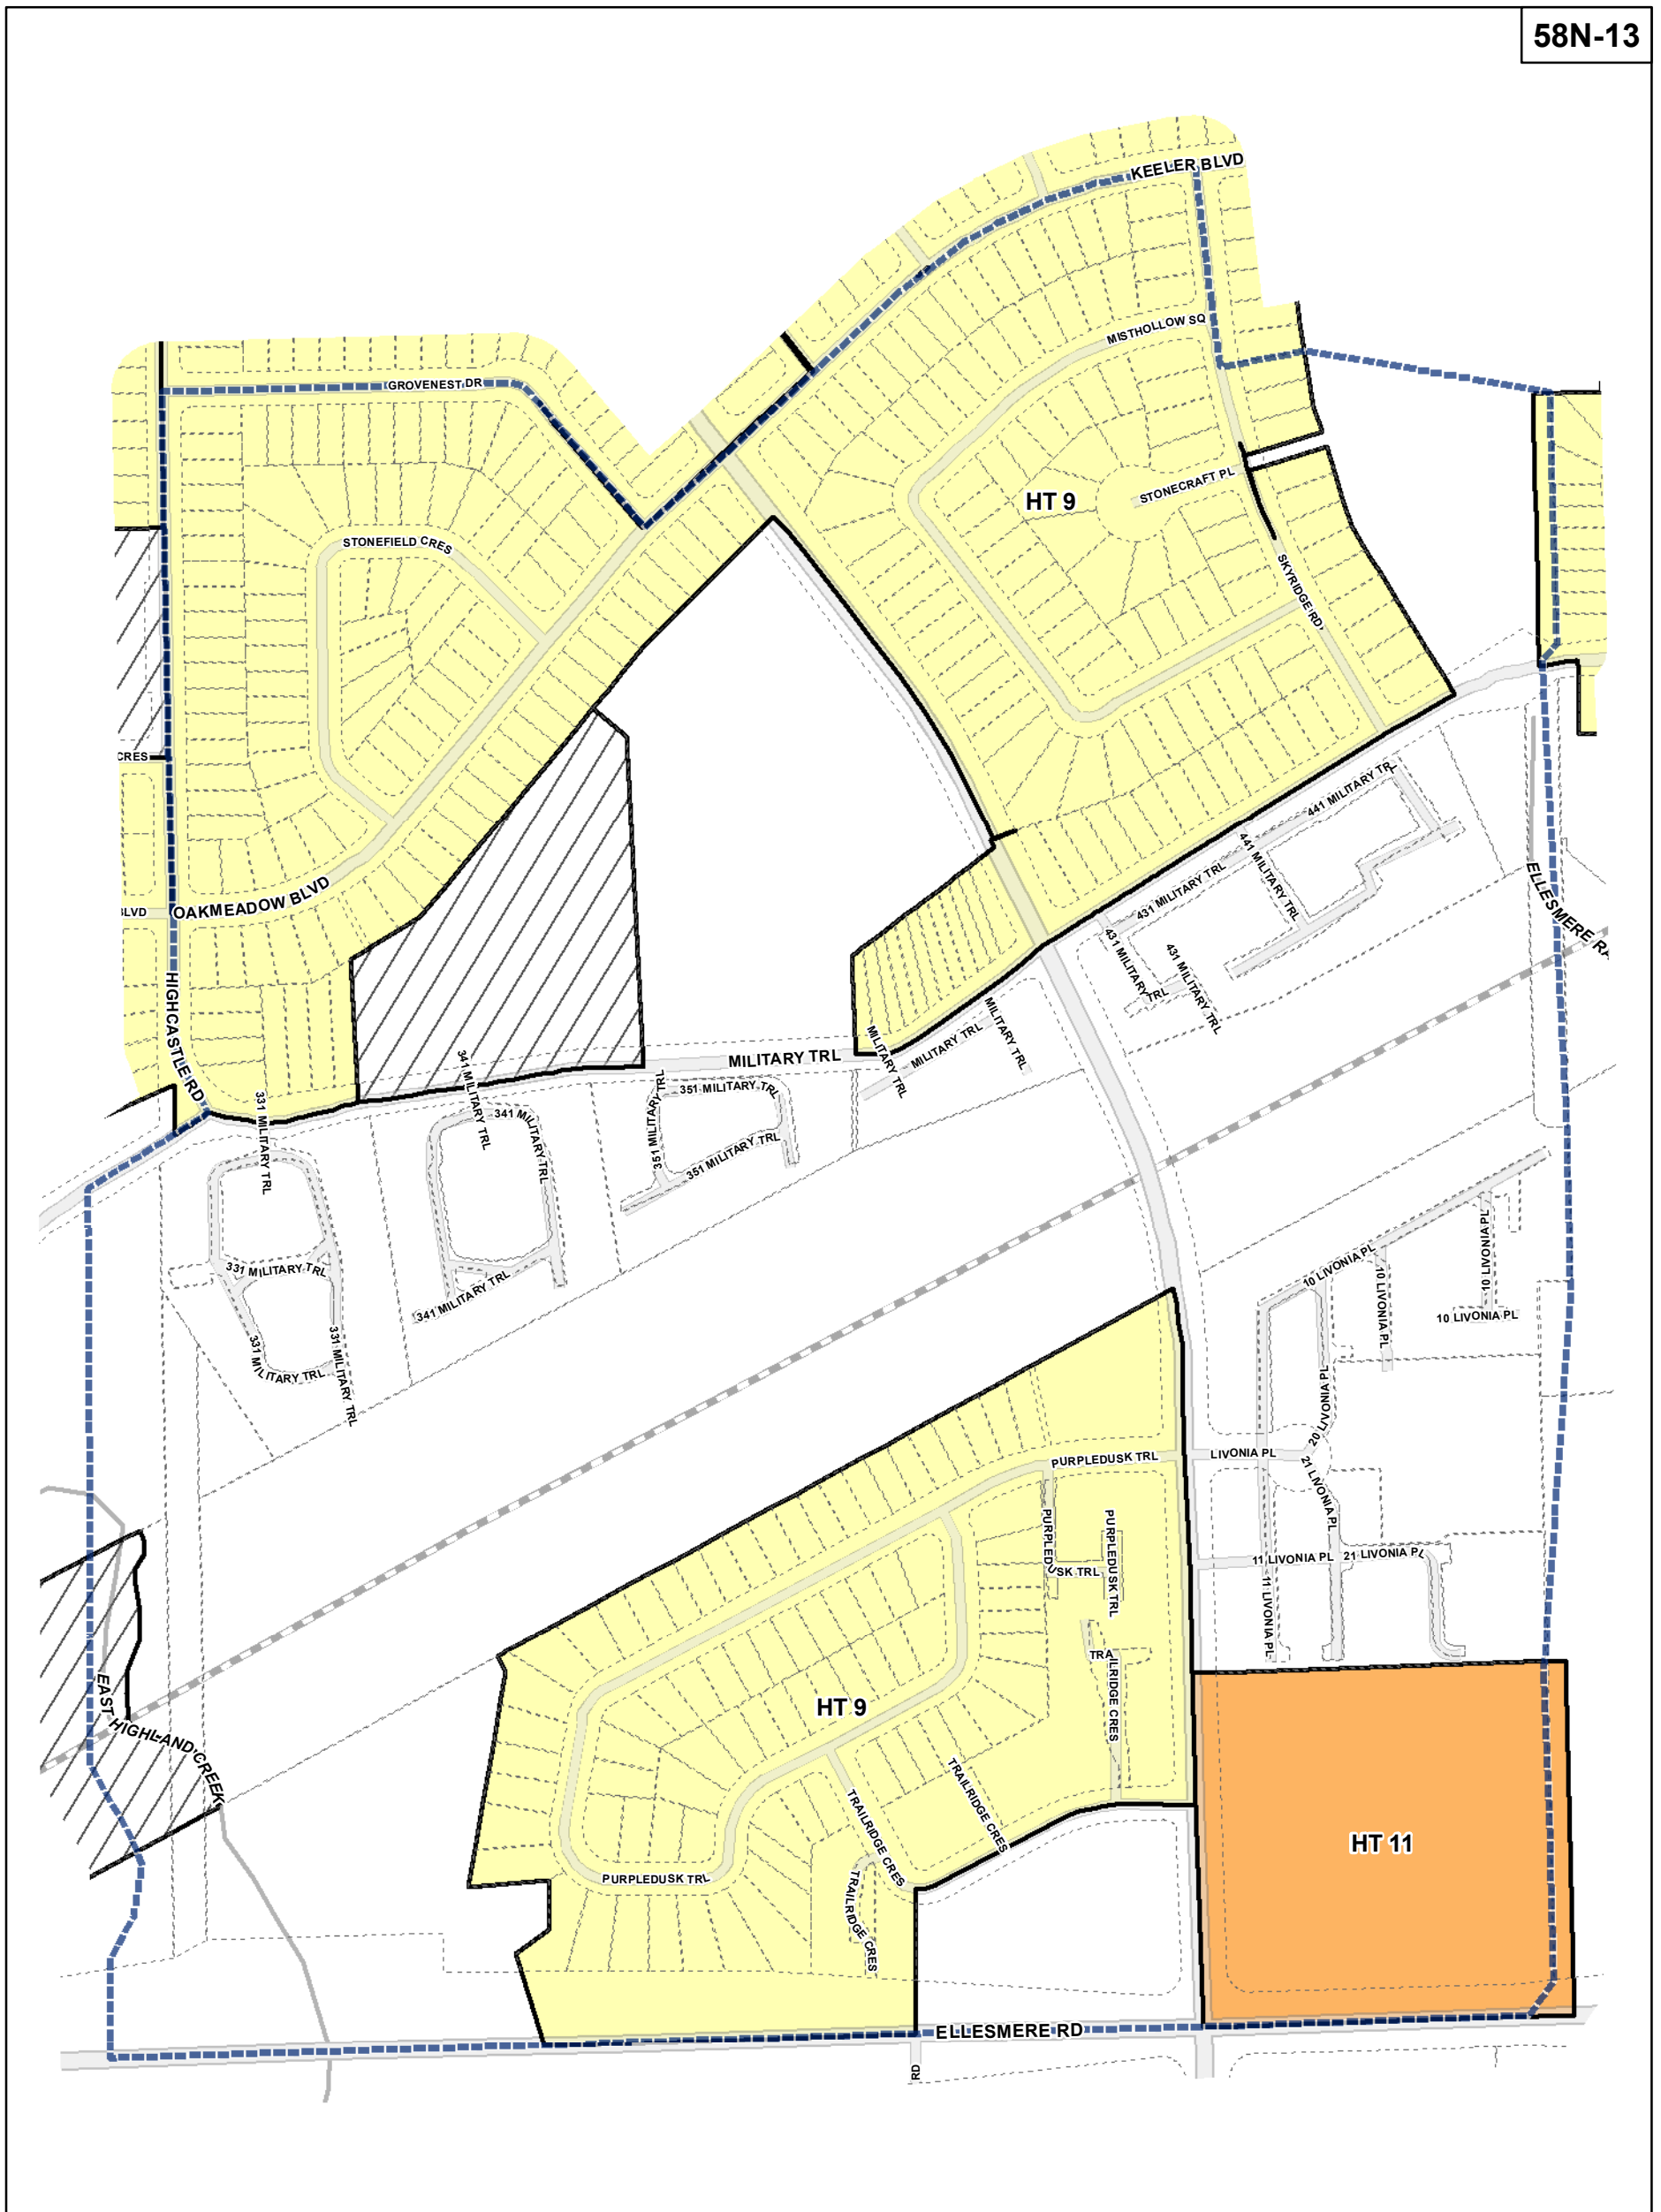 58N-13
KEELER BLVD
MISTHOLLOW SQ
GROVENEST DR
STONECRAFT PL
HT 9
STONEFIELD CRES
SKYRIDGE RD
CRES
441 MILITARY TRL
441 MILITARY TRL
431 MILITARY TRL
431 MILITARY TRL
431 MILITARY TRL
BLVD
OAKMEADOW BLVD
HIGHCASTLE RD
MILITARY TRL
MILITARY TRL
MILITARY TRL
MILITARY TRL
331 MILITARY TRL
341 MILITARY TRL
341 MILITARY TRL
351 MILITARY TRL
351 MILITARY TRL
351 MILITARY TRL
331 MILITARY TRL
341 MILITARY TRL
331 MILITARY TRL
331 MILITARY TRL
10 LIVONIA PL
10 LIVONIA PL
10 LIVONIA PL
10 LIVONIA PL
20 LIVONIA PL
LIVONIA PL
21 LIVONIA PL
PURPLEDUSK TRL
PURPLEDUSK TRL
PURPLEDUSK TRL
11 LIVONIA PL
21 LIVONIA PL
11 LIVONIA PL
TRAILRIDGE CRES
EAST HIGHLAND CREEK
HT 9
TRAILRIDGE CRES
TRAILRIDGE CRES
HT 11
PURPLEDUSK TRL
TRAILRIDGE CRES
ELLESMERE RD
RD